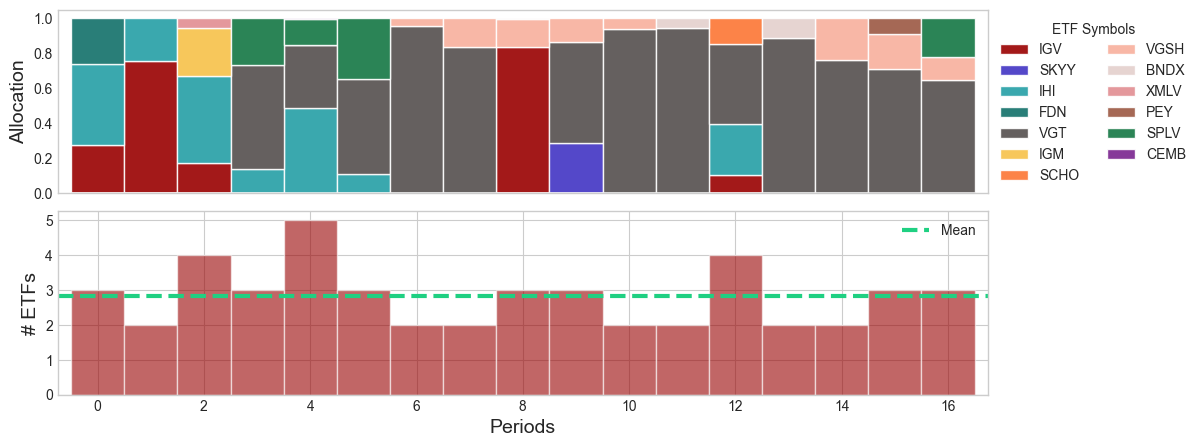 Allocation
1.0
0.8
0.6
0.4
0.2
0.0
ETF Symbols
IGV
SKYY
IHI
FDN
VGT
IGM
SCHO
VGSH
BNDX
XMLV
PEY
SPLV
CEMB
# ETFs
5
4
3
2
1
0
Mean
0 2 4 6 8 10 12 14 16
Periods